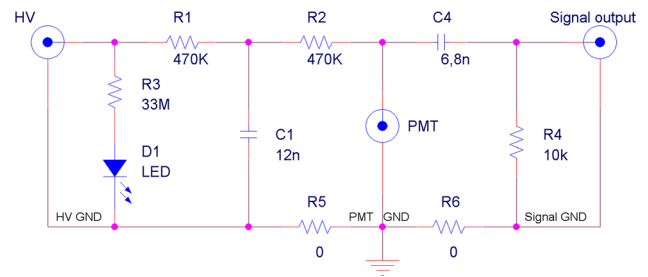 HV R1 R2 C4 Signal output
470K 470K 6,8n
R3
33M
PMT
C1
12n
R4
10k
D1
LED
R5 R6
HV GND PMT GND Signal GND
0 0